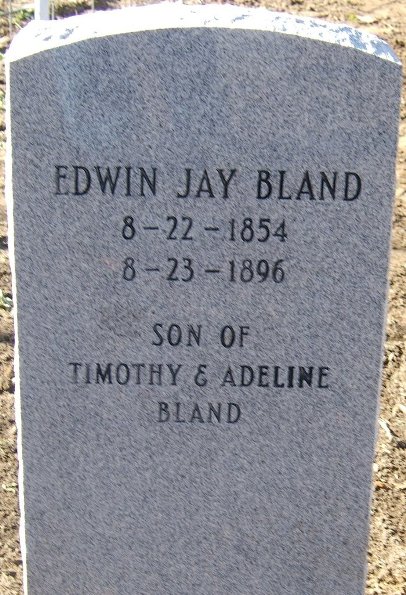 EDWIN JAY BLAND
8-22-1854
8-23-1896
SON OF
TIMOTHY & ADELINE
BLAND